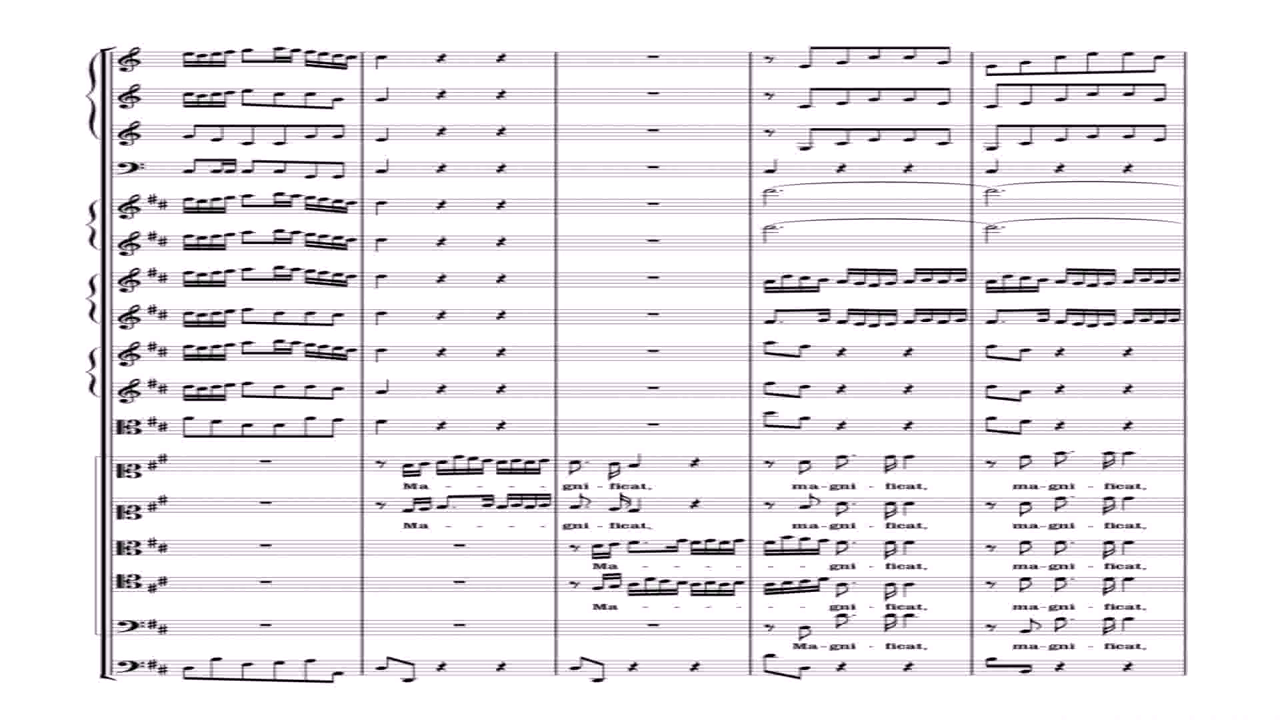 Ma - - - - gni - ficat, ma - gni - ficat, ma - gni - ficat,
Ma - - - - gni - ficat, ma - gni - ficat, ma - gni - ficat,
Ma - - - - - gni - ficat, ma - gni - ficat,
Ma - - - - - gni - ficat, ma - gni - ficat,
Ma - gni - ficat, ma - gni - ficat,